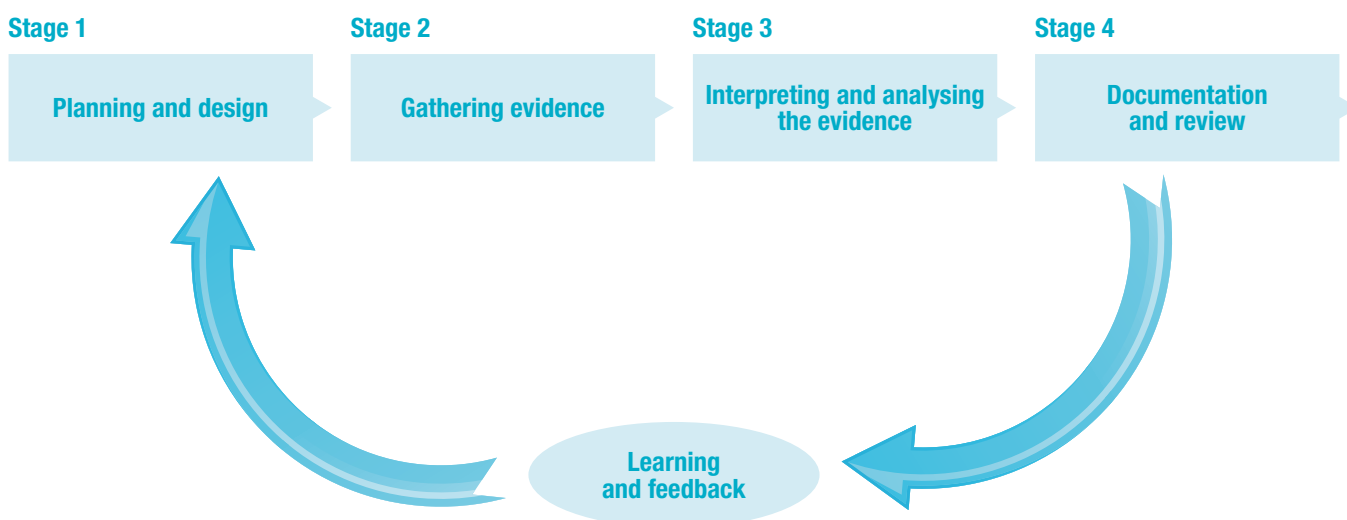 Stage 1
Stage 2
Stage 3
Stage 4
Planning and design
Gathering evidence
Interpreting and analysing
the evidence
Documentation
and review
Learning
and feedback